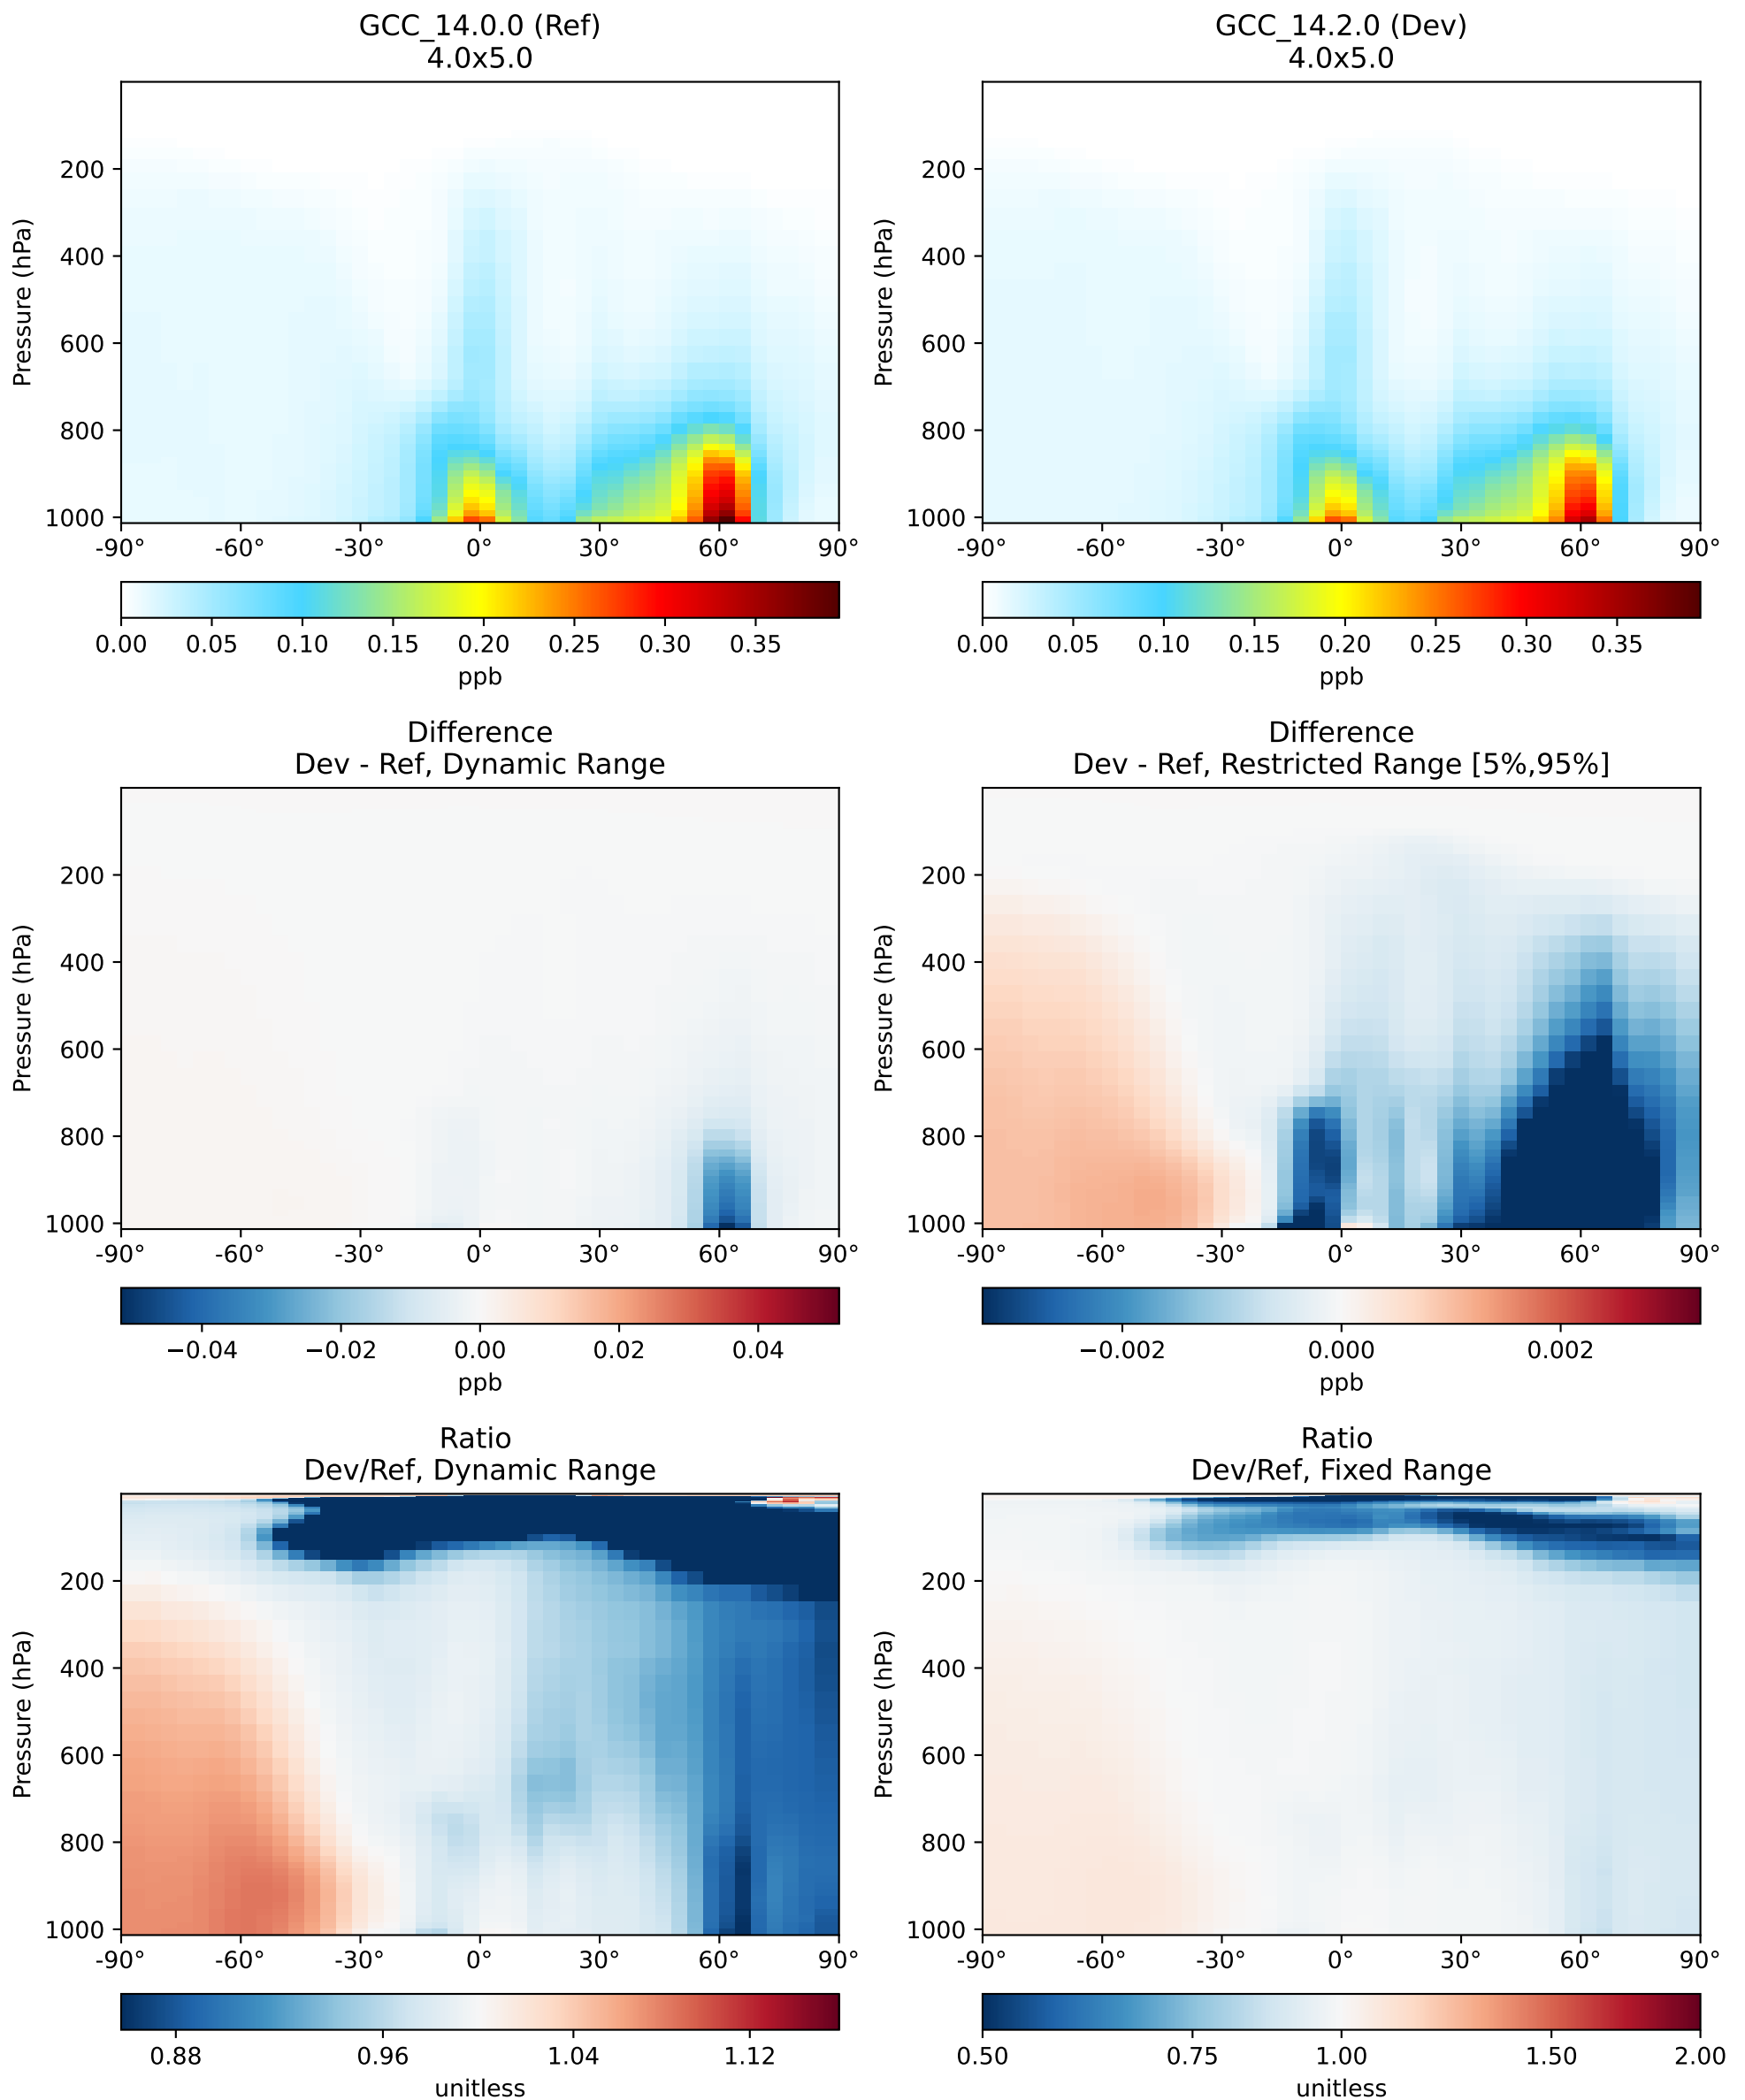 GCC_14.0.0 (Ref)
4.0x5.0
Pressure (hPa)
200
400
600
800
1000
-90° -60° -30° 0° 30° 60° 90°
0.00 0.05 0.10 0.15 0.20 0.25 0.30 0.35
ppb
GCC_14.2.0 (Dev)
4.0x5.0
Pressure (hPa)
200
400
600
800
1000
-90° -60° -30° 0° 30° 60° 90°
0.00 0.05 0.10 0.15 0.20 0.25 0.30 0.35
ppb
Difference
Dev - Ref, Dynamic Range
Pressure (hPa)
200
400
600
800
1000
-90° -60° -30° 0° 30° 60° 90°
−0.04 −0.02 0.00 0.02 0.04
ppb
Difference
Dev - Ref, Restricted Range [5%,95%]
Pressure (hPa)
200
400
600
800
1000
-90° -60° -30° 0° 30° 60° 90°
−0.002 0.000 0.002
ppb
Ratio
Dev/Ref, Dynamic Range
Pressure (hPa)
200
400
600
800
1000
-90° -60° -30° 0° 30° 60° 90°
0.88 0.96 1.04 1.12
unitless
Ratio
Dev/Ref, Fixed Range
Pressure (hPa)
200
400
600
800
1000
-90° -60° -30° 0° 30° 60° 90°
0.50 0.75 1.00 1.50 2.00
unitless